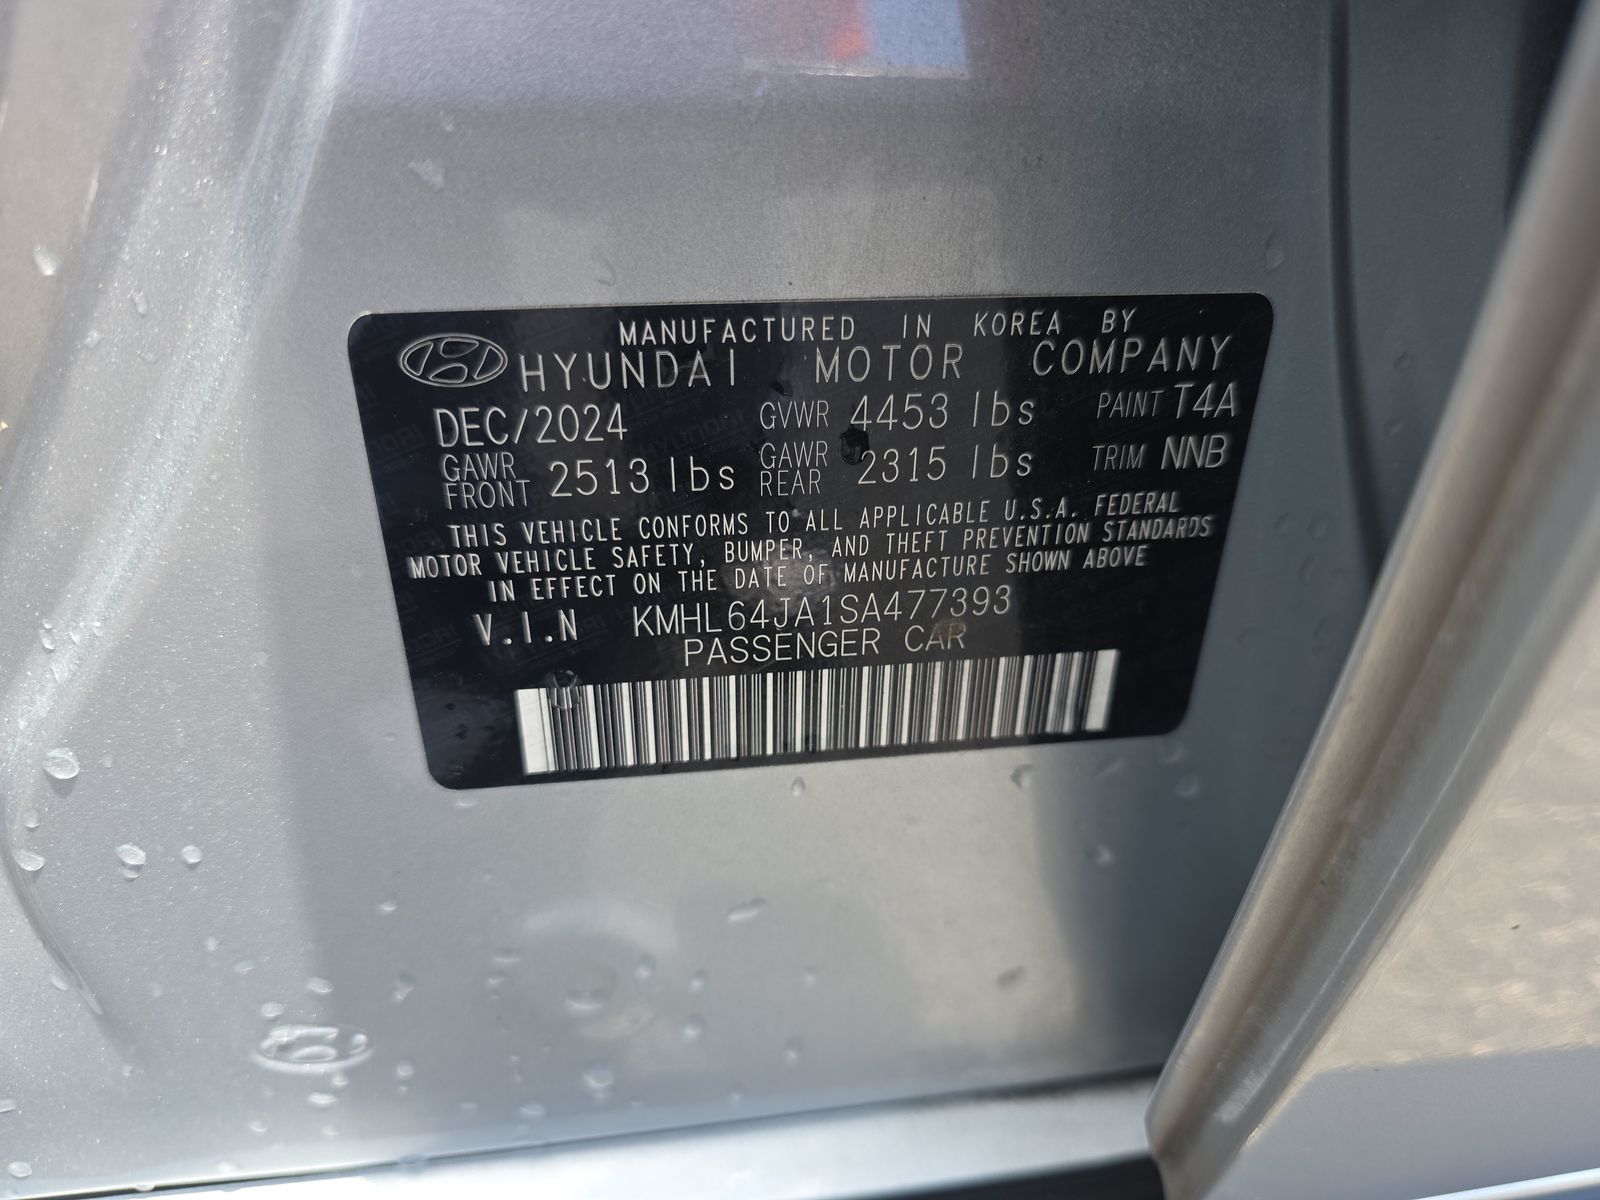 MANUFACTURED IN KOREA BY
HYUNDAI MOTOR COMPANY
DEC/2024 GVWR 4453 lbs PAINT T4A
GAWR FRONT 2513 lbs GAWR REAR 2315 lbs TRIM NNB
THIS VEHICLE CONFORMS TO ALL APPLICABLE U.S.A. FEDERAL
MOTOR VEHICLE SAFETY, BUMPER, AND THEFT PREVENTION STANDARDS
IN EFFECT ON THE DATE OF MANUFACTURE SHOWN ABOVE
V.I.N KMHL64JA1SA477393
PASSENGER CAR